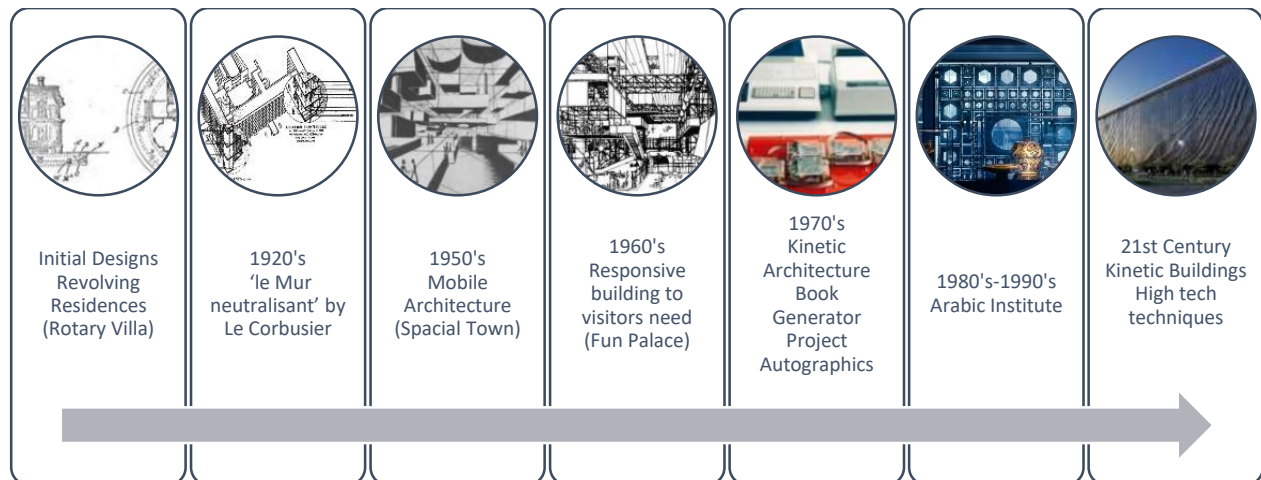 Initial Designs
Revolving
Residences
(Rotary Villa)
1920's
‘le Mur
neutralisant’ by
Le Corbusier
1950's
Mobile
Architecture
(Spacial Town)
1960's
Responsive
building to
visitors need
(Fun Palace)
1970's
Kinetic
Architecture
Book
Generator
Project
Autographics
1980's-1990's
Arabic Institute
21st Century
Kinetic Buildings
High tech
techniques